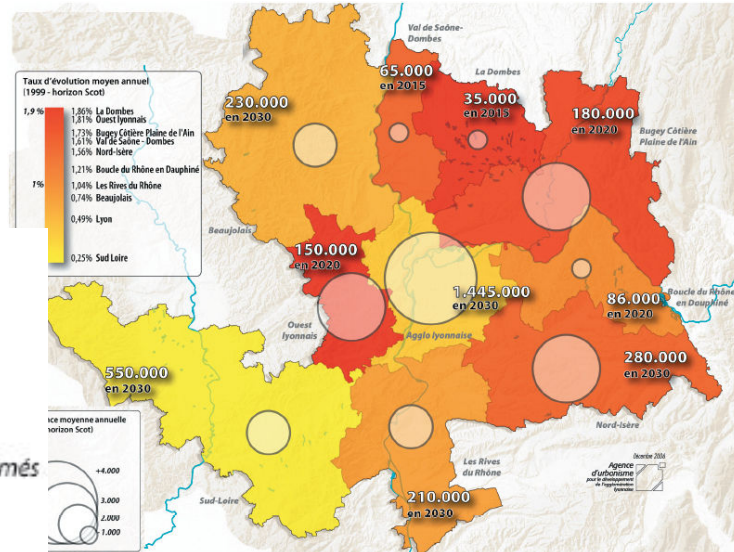 Taux d'évolution moyen annuel
(1999 - horizon Scot)
1,9 %
1,86% La Dombes
1,81% Ouest lyonnais
1,73% Bugey Côtière Plaine de l'Ain
1,61% Val de Saône - Dombes
1,56% Nord-Isère
1,21% Boucle du Rhône en Dauphiné
1%
1,04% Les Rives du Rhône
0,74% Beaujolais
0,49% Lyon
0,25% Sud Loire
Val de Saône-
Dombes
65.000
en 2015
La Dombes
35.000
en 2015
230.000
en 2030
180.000
en 2020
Bugey Côtière
Plaine de l'Ain
Beaujolais
150.000
en 2020
Ouest
lyonnais
1.445.000
en 2030
Agglo lyonnaise
Boucle du Rhône
en Dauphiné
86.000
en 2020
280.000
en 2030
Nord-Isère
550.000
en 2030
Sud-Loire
Les Rives
du Rhône
210.000
en 2030
moyenne annuelle
horizon Scot)
+4.000
3.000
2.000
1.000
més
Décembre 2006
Agence
d'urbanisme
pour le développement
de l'agglomération
lyonnaise